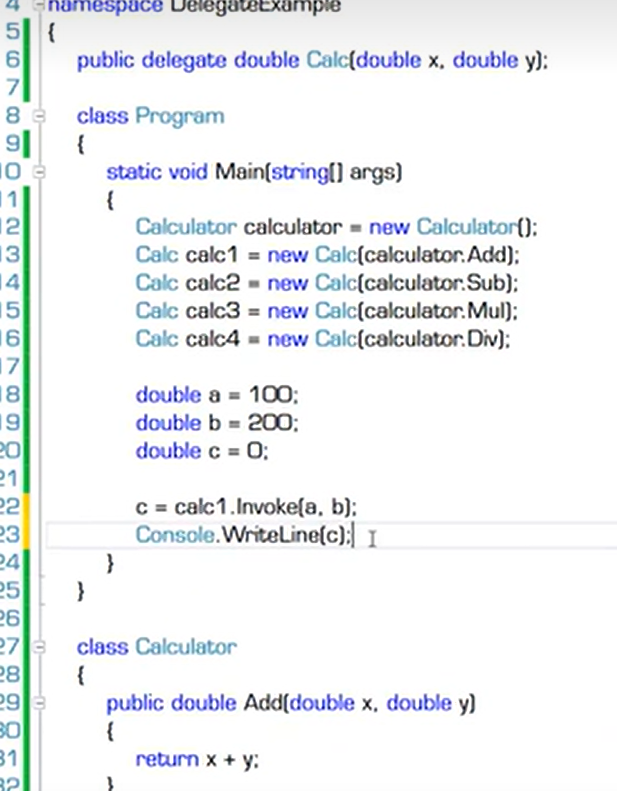 4 namespace DelegateExample
5 {
6 public delegate double Calc(double x, double y);
7
8 class Program
9 {
10 static void Main(string[] args)
11 {
12 Calculator calculator = new Calculator();
13 Calc calc1 = new Calc(calculator.Add);
14 Calc calc2 = new Calc(calculator.Sub);
15 Calc calc3 = new Calc(calculator.Mul);
16 Calc calc4 = new Calc(calculator.Div);
17
18 double a = 100;
19 double b = 200;
20 double c = 0;
21
22 c = calc1.Invoke(a, b);
23 Console.WriteLine(c);
24 }
25 }
26
27 class Calculator
28 {
29 public double Add(double x, double y)
30 {
31 return x + y;
32 }